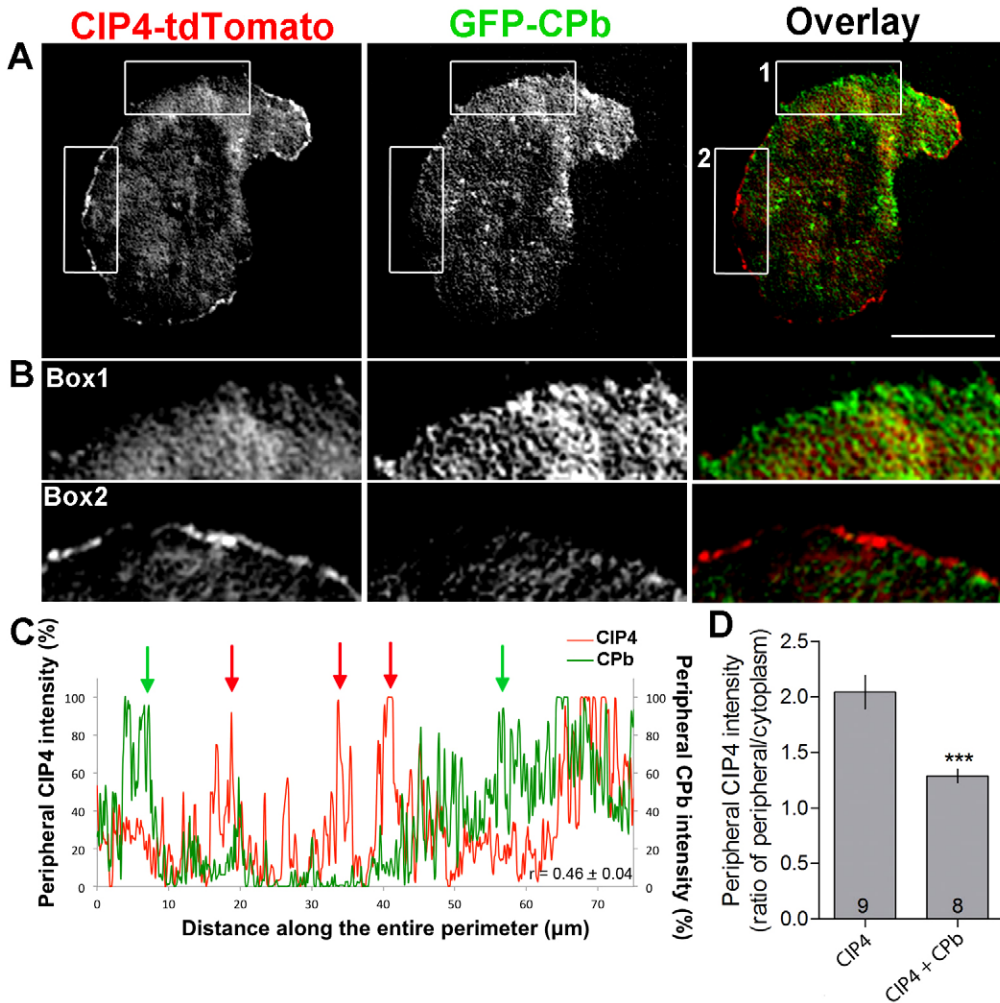 CIP4-tdTomato GFP-CPb Overlay
A
1
2
B
Box1
Box2
C
CIP4
CPb
Peripheral CIP4 intensity (%)
100
80
60
40
20
0
100
80
60
40
20
0
Peripheral CPb intensity (%)
r = 0.46 ± 0.04
0 10 20 30 40 50 60 70
Distance along the entire perimeter (µm)
D
Peripheral CIP4 intensity
(ratio of peripheral/cytoplasm)
2.5
2.0
1.5
1.0
0.5
0.0
***
9 8
CIP4 CIP4 + CPb